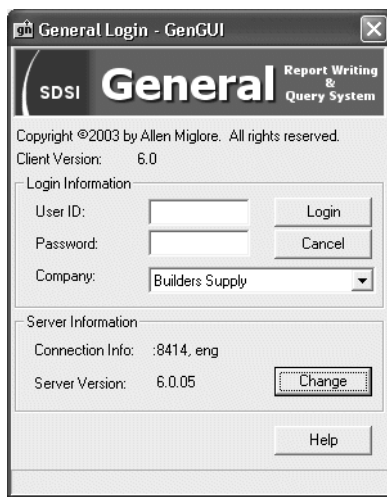 gn General Login - GenGUI
SDSI General Report Writing
&
Query System
Copyright ©2003 by Allen Miglore. All rights reserved.
Client Version: 6.0
Login Information
User ID: Login
Password: Cancel
Company: Builders Supply
Server Information
Connection Info: :8414, eng
Server Version: 6.0.05 Change
Help